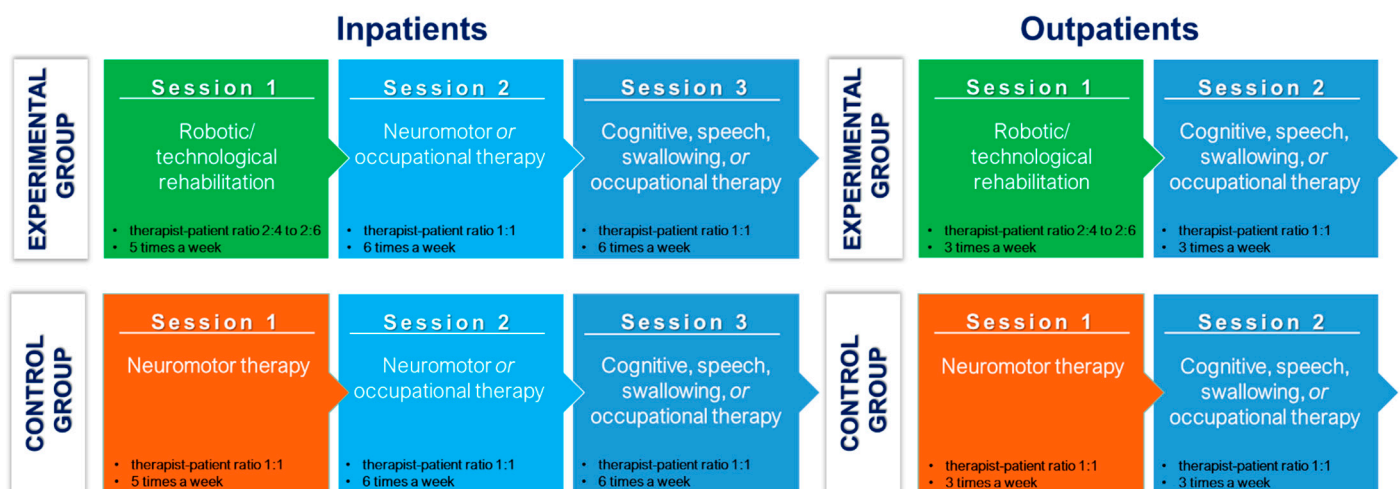 Inpatients
EXPERIMENTAL
GROUP
Session 1
Robotic/
technological
rehabilitation
• therapist-patient ratio 2:4 to 2:6
• 5 times a week
Session 2
Neuromotor or
occupational therapy
• therapist-patient ratio 1:1
• 6 times a week
Session 3
Cognitive, speech,
swallowing, or
occupational therapy
• therapist-patient ratio 1:1
• 6 times a week
CONTROL
GROUP
Session 1
Neuromotor therapy
• therapist-patient ratio 1:1
• 5 times a week
Session 2
Neuromotor or
occupational therapy
• therapist-patient ratio 1:1
• 6 times a week
Session 3
Cognitive, speech,
swallowing, or
occupational therapy
• therapist-patient ratio 1:1
• 6 times a week
Outpatients
EXPERIMENTAL
GROUP
Session 1
Robotic/
technological
rehabilitation
• therapist-patient ratio 2:4 to 2:6
• 3 times a week
Session 2
Cognitive, speech,
swallowing, or
occupational therapy
• therapist-patient ratio 1:1
• 3 times a week
CONTROL
GROUP
Session 1
Neuromotor therapy
• therapist-patient ratio 1:1
• 3 times a week
Session 2
Cognitive, speech,
swallowing, or
occupational therapy
• therapist-patient ratio 1:1
• 3 times a week